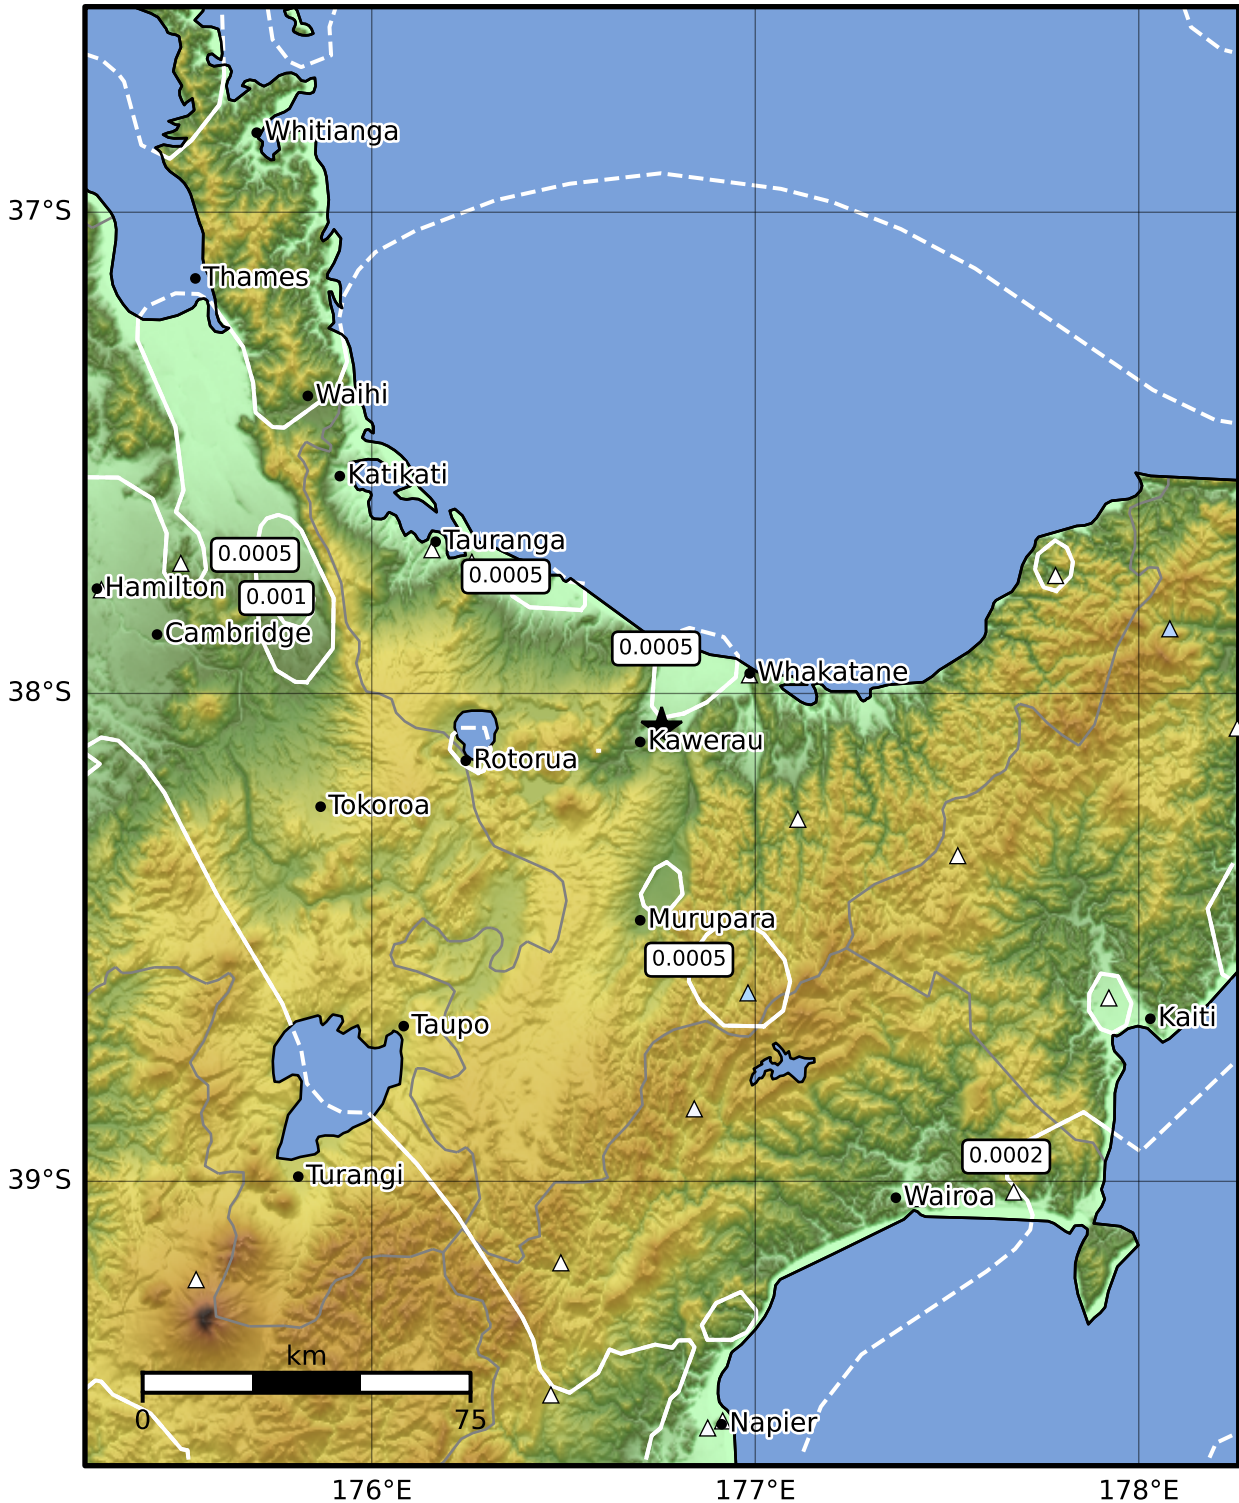 Whitianga
37°S
Thames
Waihi
Katikati
Tauranga
0.0005
0.0005
Hamilton
0.001
Cambridge
0.0005
Whakatane
38°S
Kawerau
Rotorua
Tokoroa
Murupara
0.0005
Kaiti
Taupo
0.0002
39°S
Turangi
Wairoa
km
0
75
Napier
176°E
177°E
178°E